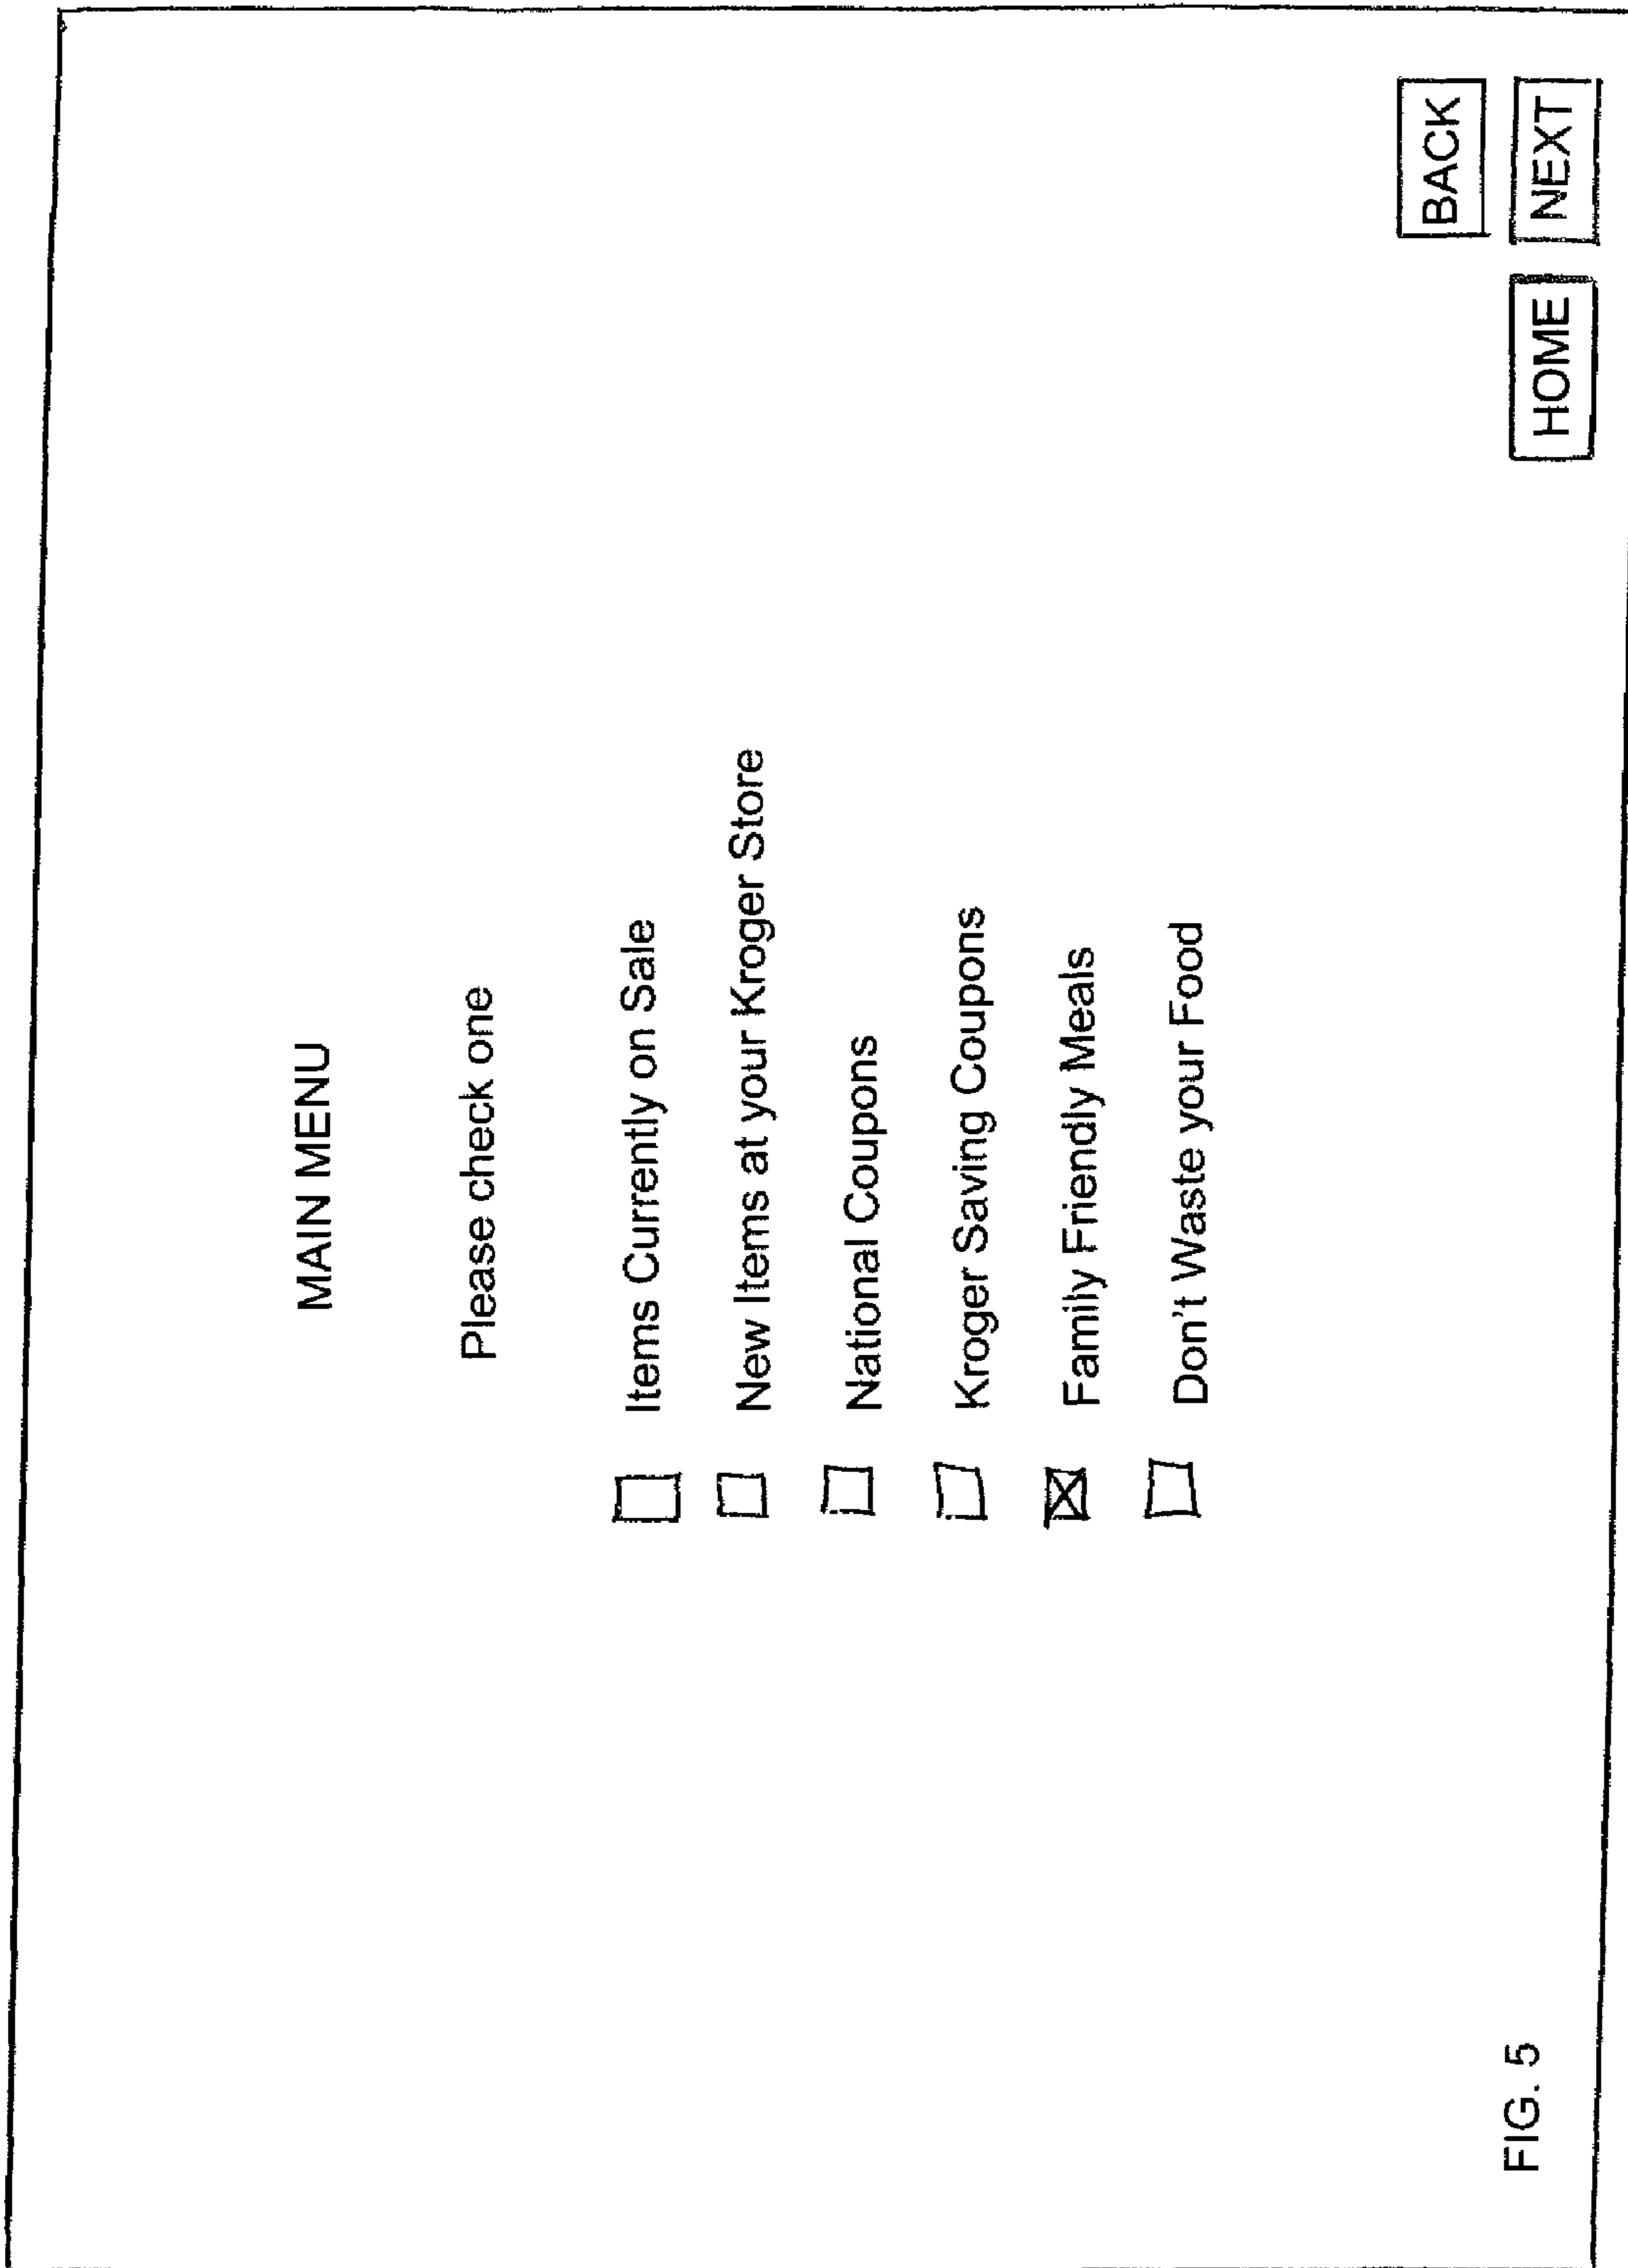 MAIN MENU
Please check one
Items Currently on Sale
New Items at your Kroger Store
National Coupons
Kroger Saving Coupons
Family Friendly Meals
Don't Waste your Food
BACK
HOME NEXT
FIG. 5